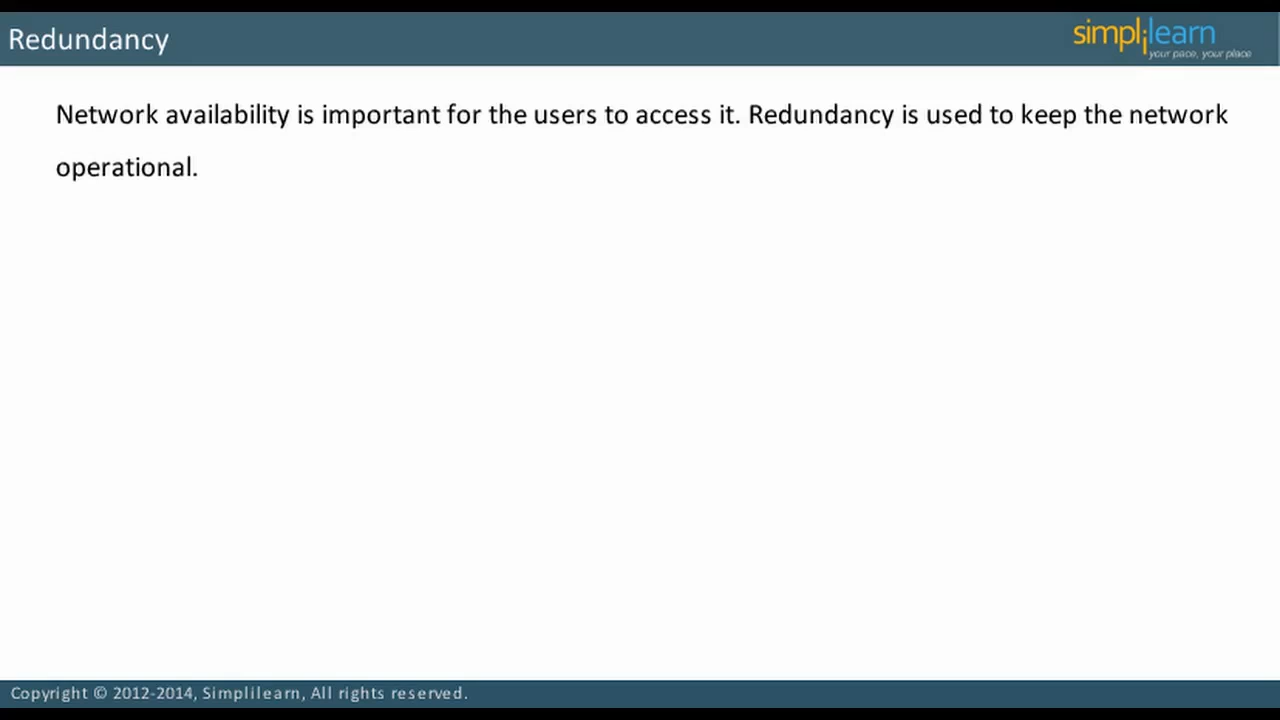 Redundancy
simplilearn
your pace, your place
Network availability is important for the users to access it. Redundancy is used to keep the network
operational.
Copyright © 2012-2014, Simplilearn, All rights reserved.